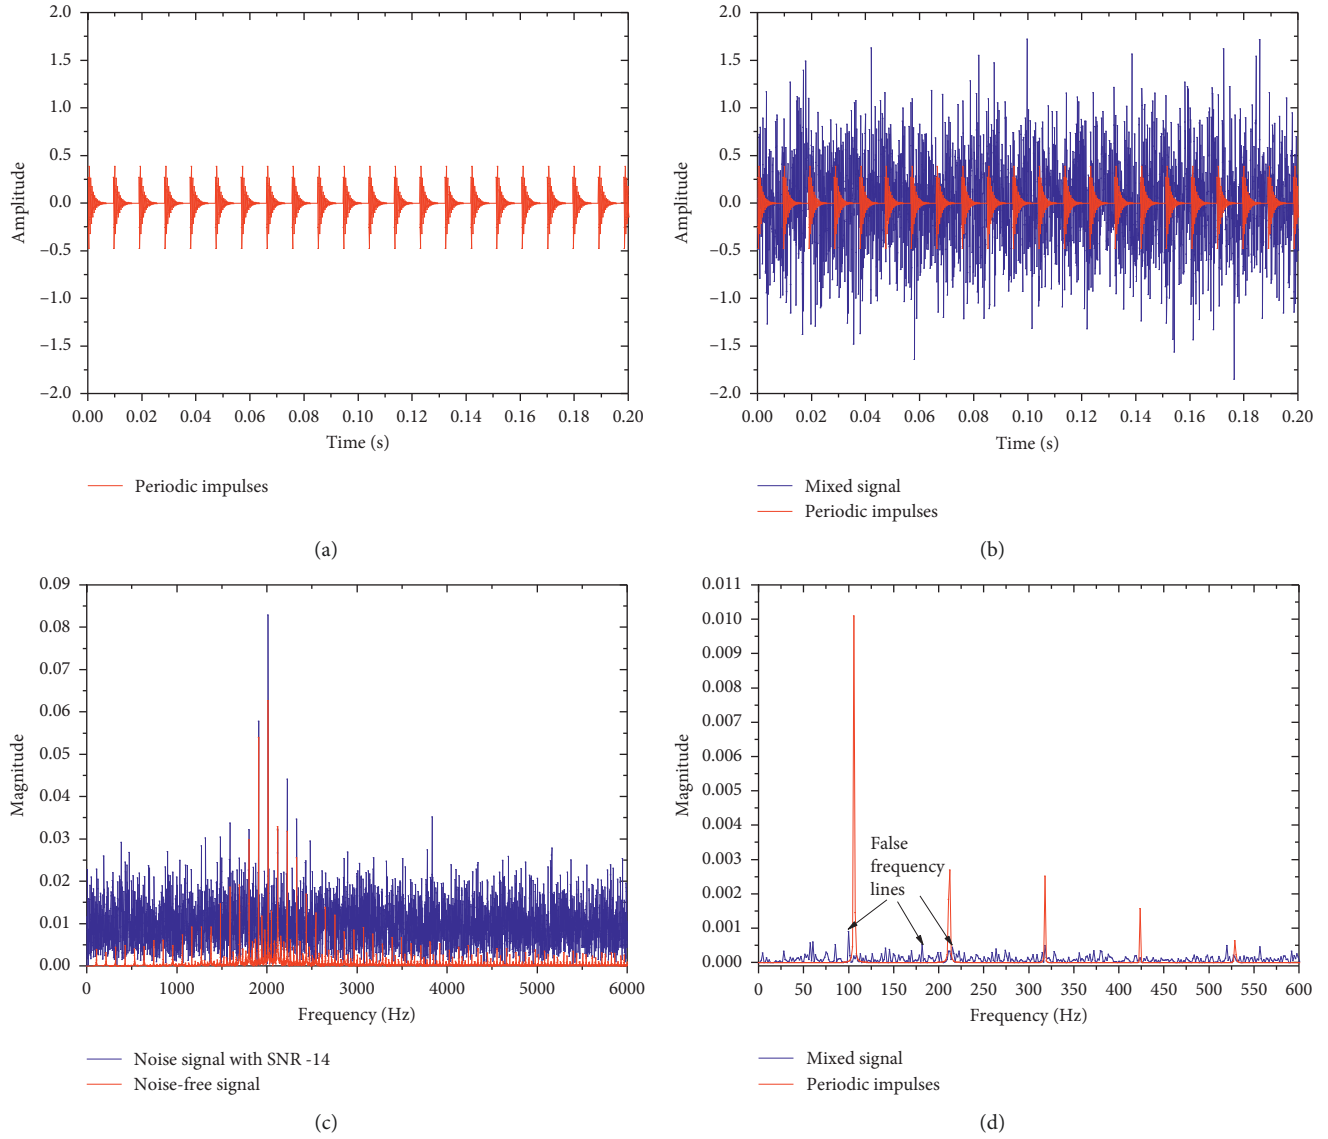 2.0
1.5
1.0
0.5
0.0
−0.5
−1.0
−1.5
−2.0
Amplitude
0.00 0.02 0.04 0.06 0.08 0.10 0.12 0.14 0.16 0.18 0.20
Time (s)
Periodic impulses
(a)
2.0
1.5
1.0
0.5
0.0
−0.5
−1.0
−1.5
−2.0
Amplitude
0.00 0.02 0.04 0.06 0.08 0.10 0.12 0.14 0.16 0.18 0.20
Time (s)
Mixed signal
Periodic impulses
(b)
0.09
0.08
0.07
0.06
0.05
0.04
0.03
0.02
0.01
0.00
Magnitude
0 1000 2000 3000 4000 5000 6000
Frequency (Hz)
Noise signal with SNR -14
Noise-free signal
(c)
0.011
0.010
0.009
0.008
0.007
0.006
0.005
0.004
0.003
0.002
0.001
0.000
Magnitude
False
frequency
lines
0 50 100 150 200 250 300 350 400 450 500 550 600
Frequency (Hz)
Mixed signal
Periodic impulses
(d)